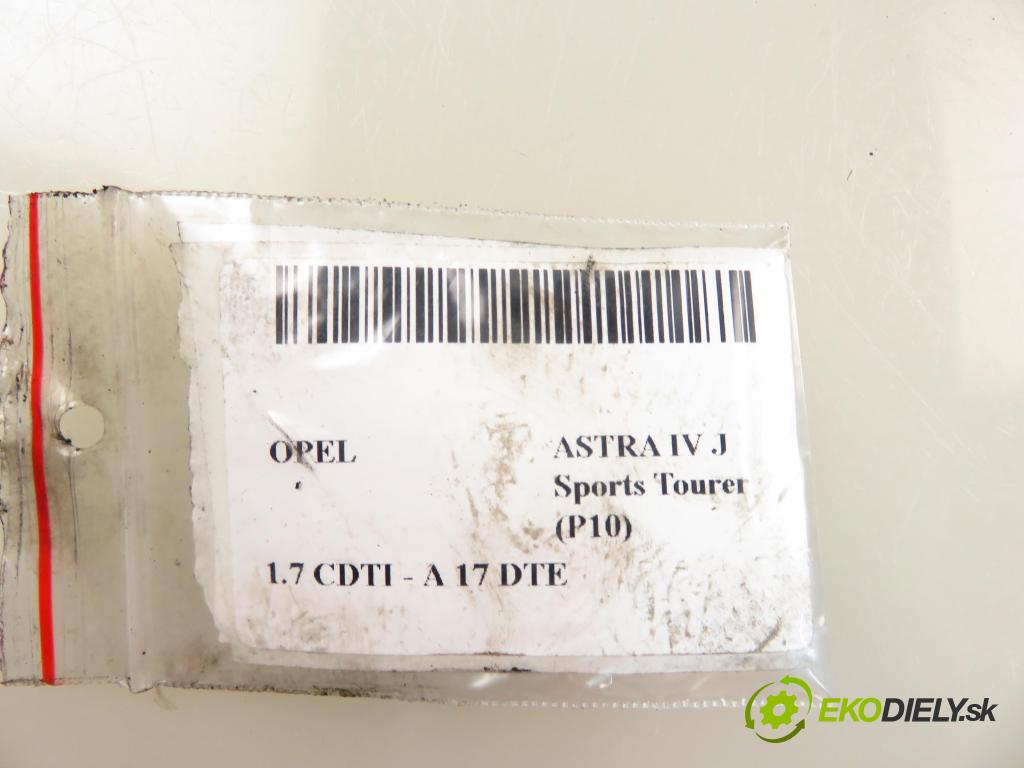 OPEL
ASTRA IV J
Sports Tourer
(P10)
1.7 CDTI - A 17 DTE
EKODIELY.sk